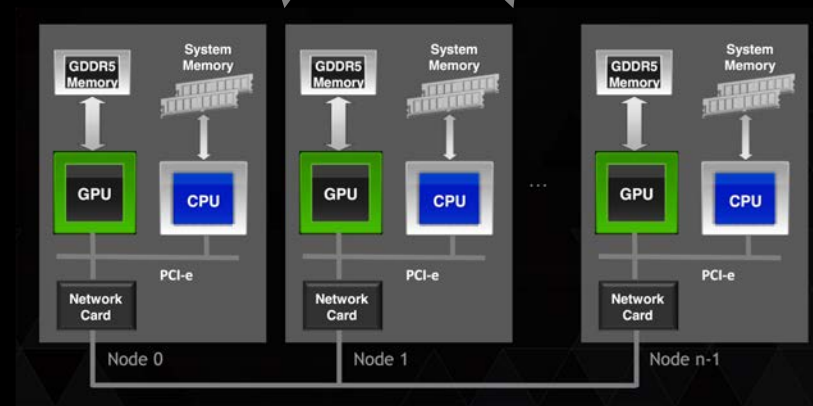 GDDR5
Memory
System
Memory
GPU
CPU
PCI-e
Network
Card
Node 0
GDDR5
Memory
System
Memory
GPU
CPU
PCI-e
Network
Card
Node 1
...
GDDR5
Memory
System
Memory
GPU
CPU
PCI-e
Network
Card
Node n-1